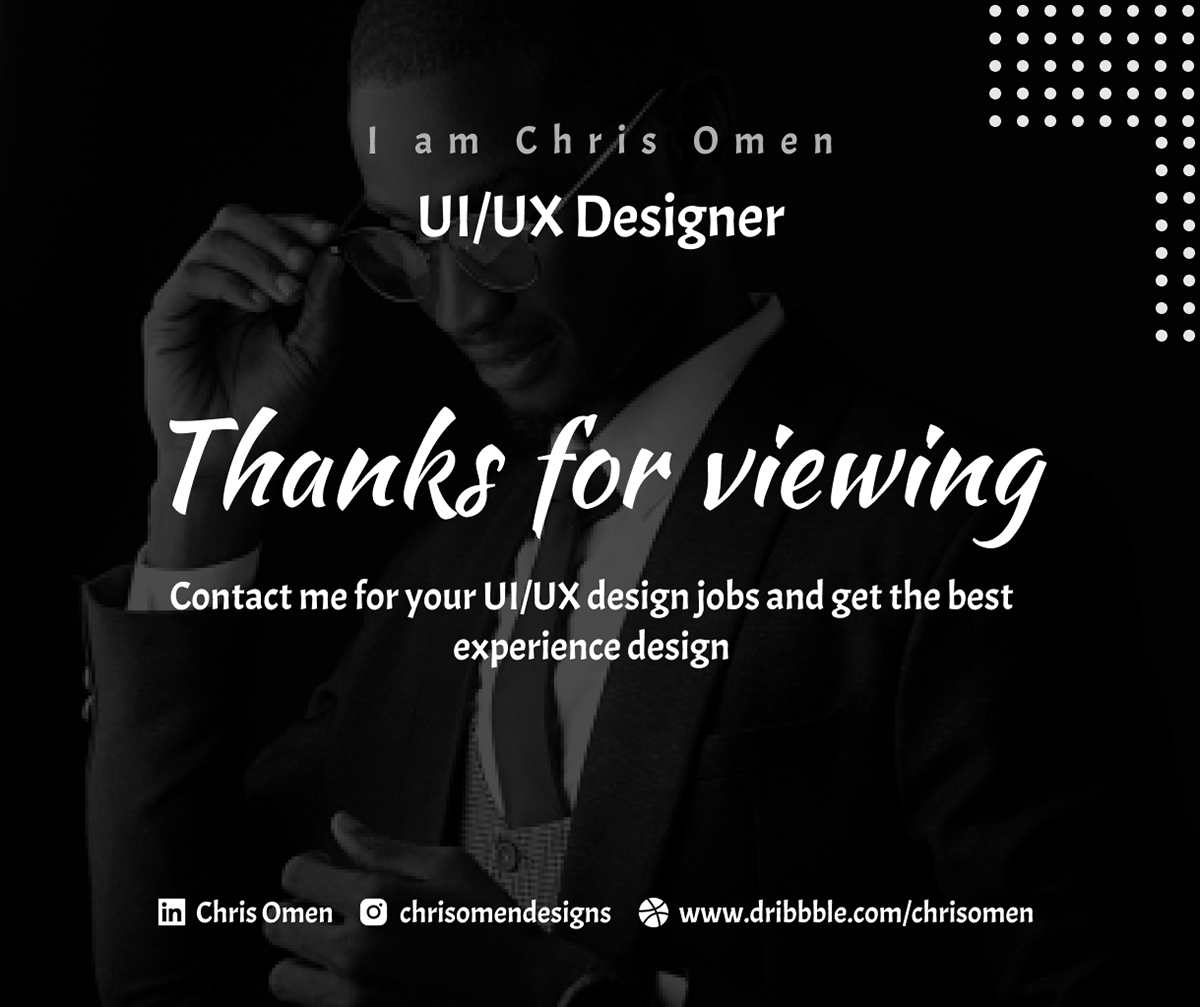 I am Chris Omen
UI/UX Designer
Thanks for viewing
Contact me for your UI/UX design jobs and get the best
experience design
in Chris Omen chrisomendesigns www.dribbble.com/chrisomen